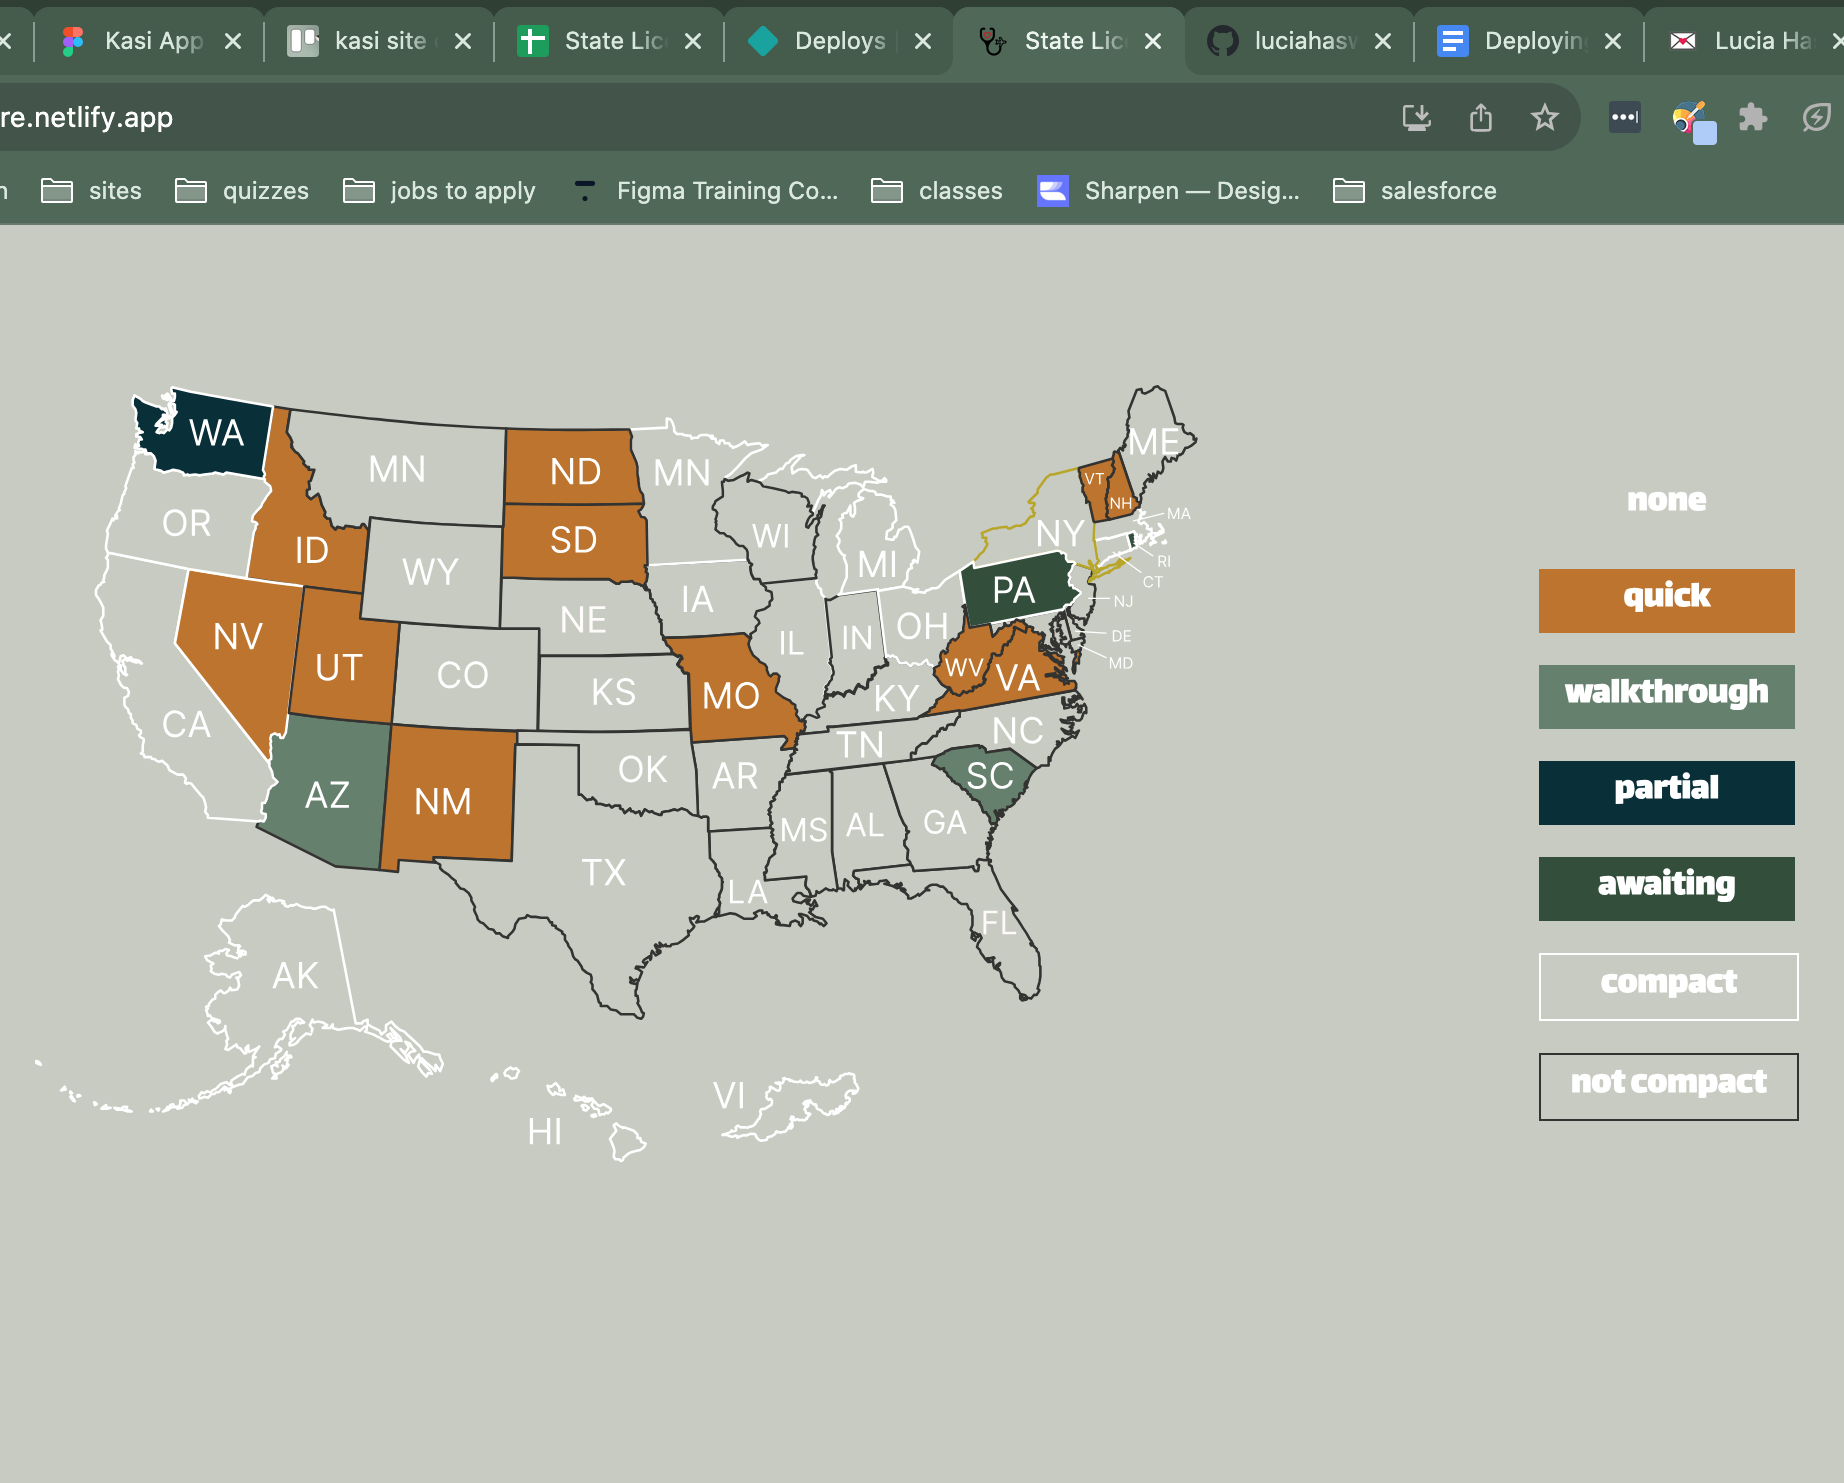 Kasi App
kasi site
State Lic
Deploys
State Lic
luciahasw
Deploying
Lucia Ha
re.netlify.app
sites
quizzes
jobs to apply
Figma Training Co...
classes
Sharpen — Desig...
salesforce
WA
MN
ND
MN
ME
VT
NH
OR
ID
WY
SD
WI
MI
NY
MA
RI
CT
NJ
DE
MD
PA
NV
UT
CO
NE
IA
IL
IN
OH
WV
VA
CA
KS
MO
KY
NC
TN
AZ
NM
OK
AR
SC
MS
AL
GA
TX
LA
FL
AK
HI
VI
none
quick
walkthrough
partial
awaiting
compact
not compact